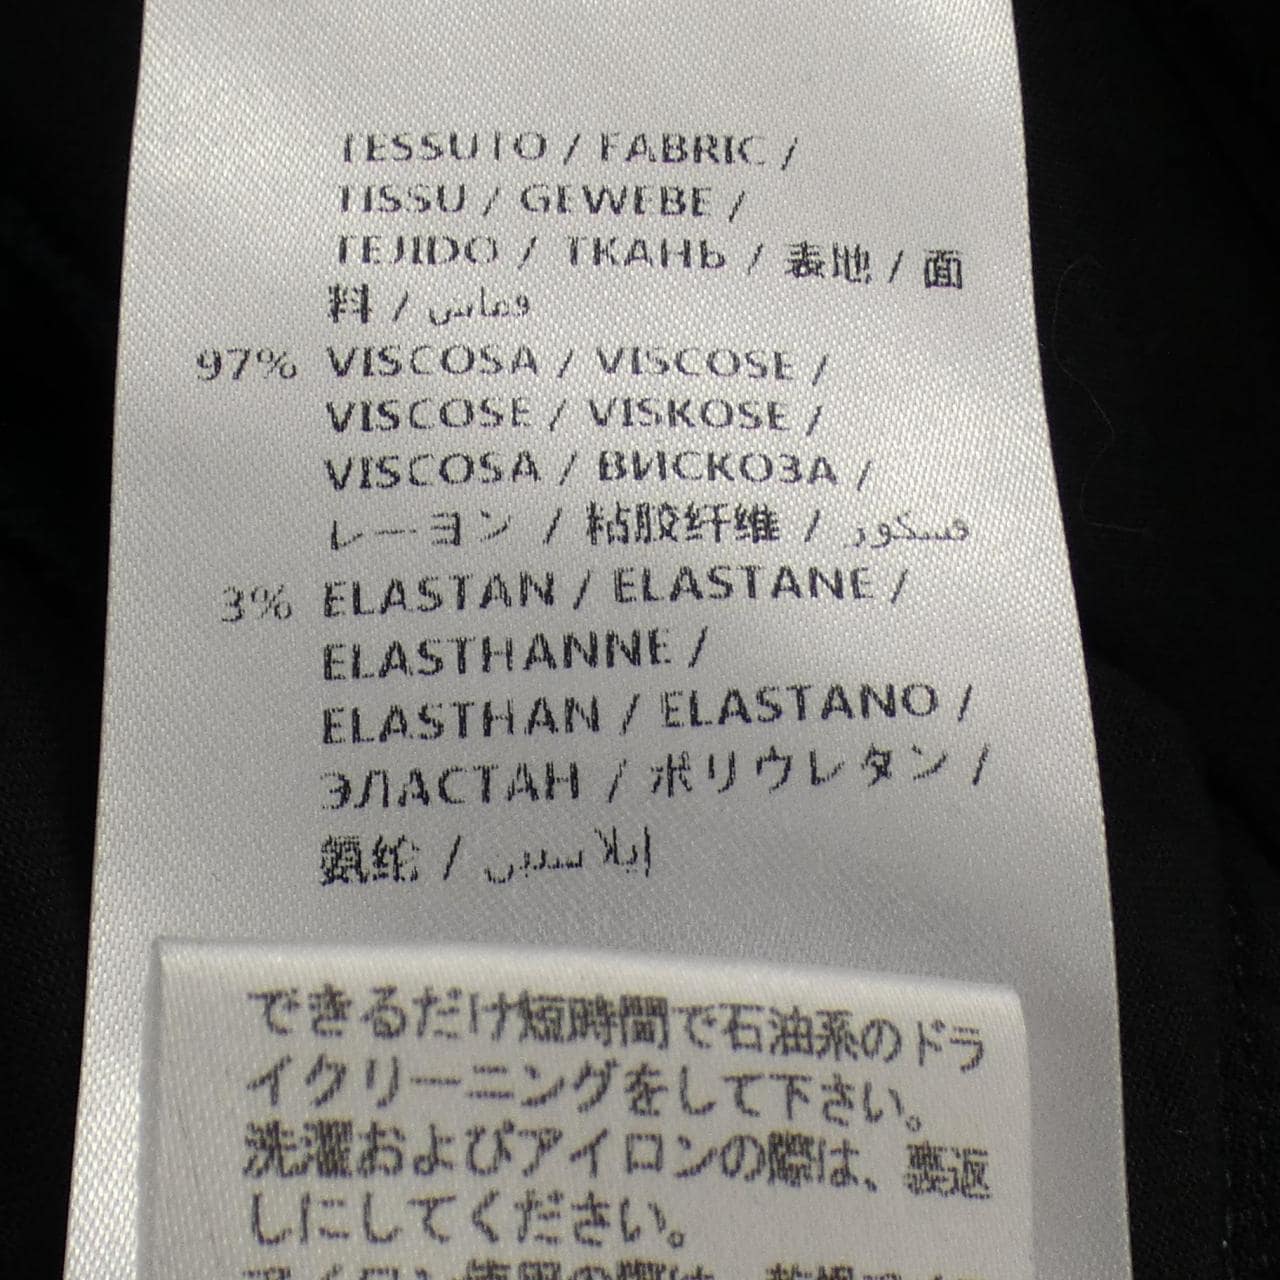 TESSUTO / FABRIC /
TISSU / GEWEBE /
TEJIDO / ТКАНЬ / 表地 / 面
料 / قماس
97% VISCOSA / VISCOSE /
VISCOSE / VISKOSE /
VISCOSA / ВИСКОЗА /
レーヨン / 粘胶纤维 / فسكور
3% ELASTAN / ELASTANE /
ELASTHANNE /
ELASTHAN / ELASTANO /
ЭЛАСТАН / ポリウレタン /
氨纶 /
できるだけ短時間で石油系のドラ
イクリーニングをして下さい。
洗濯およびアイロンの際は、裏返
しにしてください。